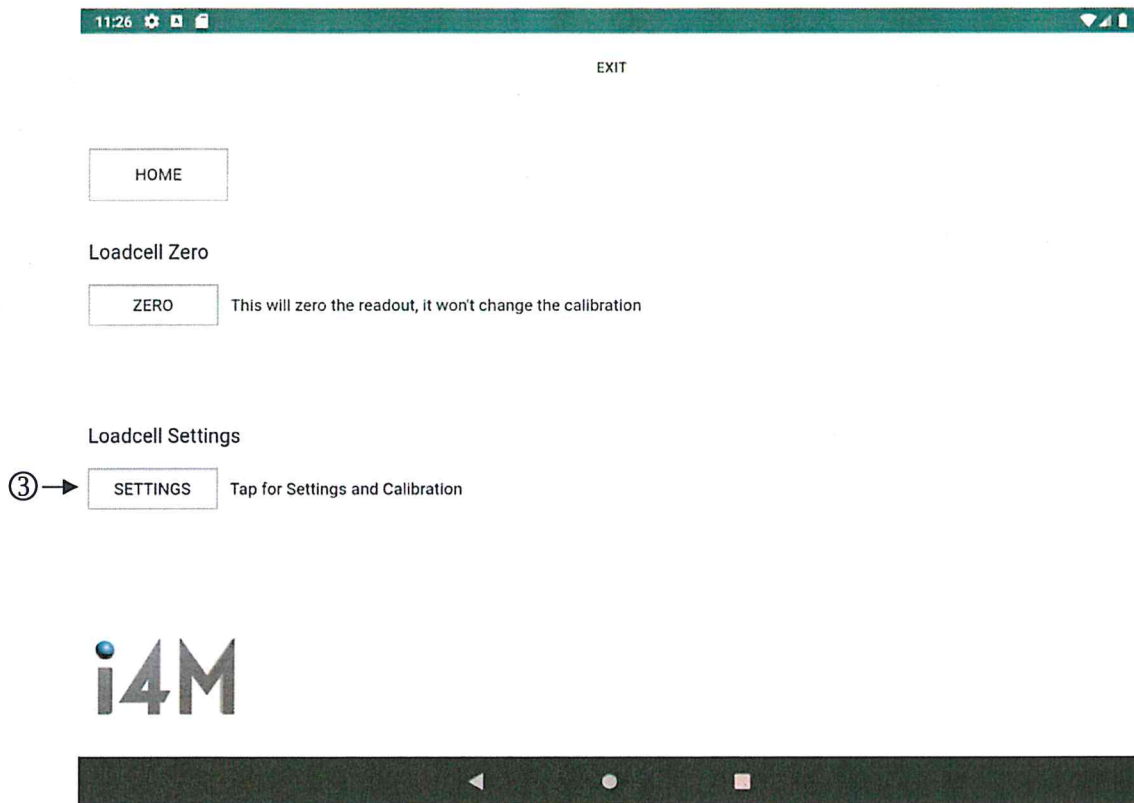 11:26
EXIT
HOME
Loadcell Zero
ZERO This will zero the readout, it won't change the calibration
Loadcell Settings
③ SETTINGS Tap for Settings and Calibration
i4M